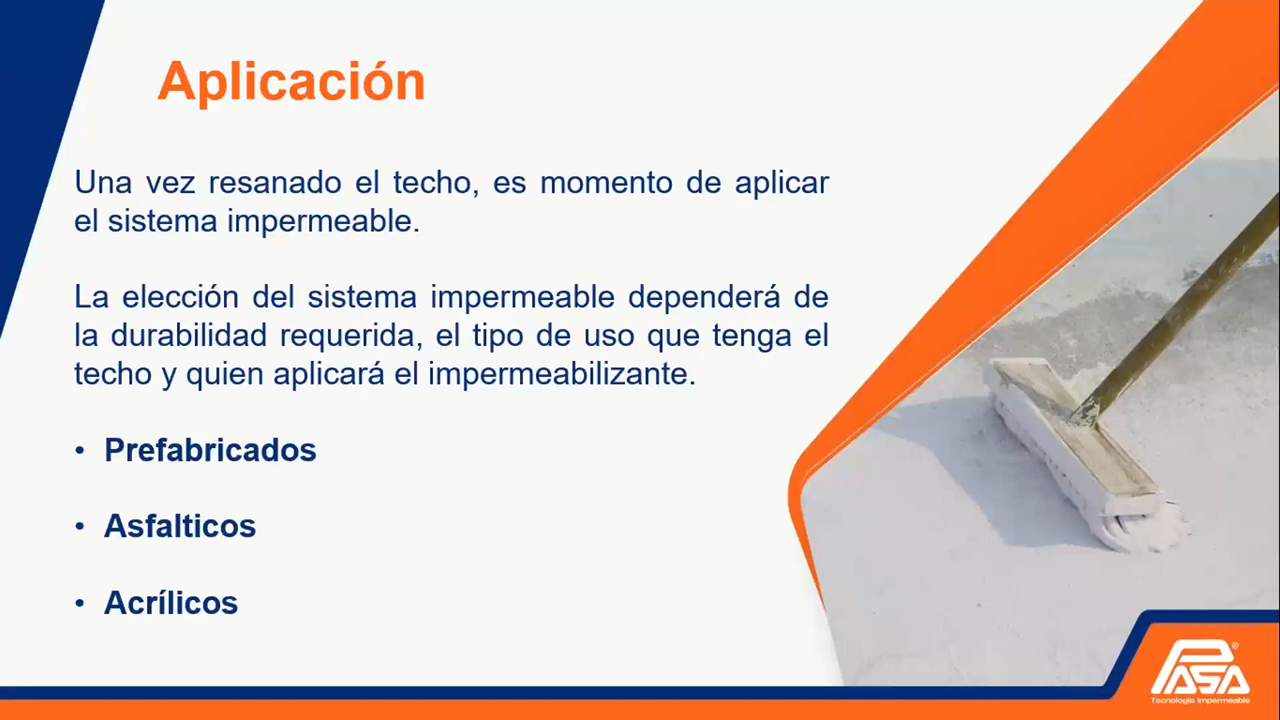 Aplicación
Una vez resanado el techo, es momento de aplicar
el sistema impermeable.
La elección del sistema impermeable dependerá de
la durabilidad requerida, el tipo de uso que tenga el
techo y quien aplicará el impermeabilizante.
• Prefabricados
• Asfalticos
• Acrílicos
PASA®
Tecnología Impermeable